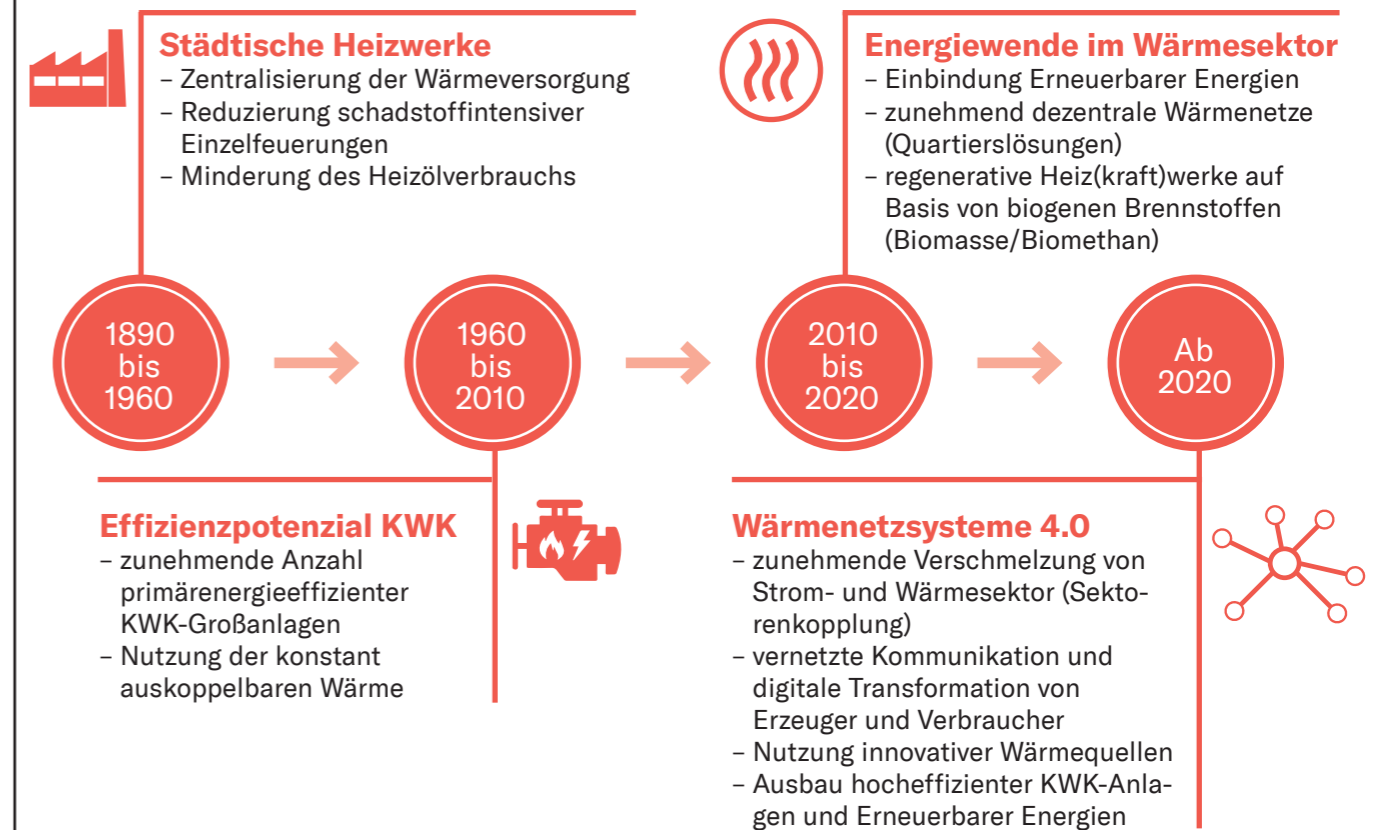 Städtische Heizwerke
– Zentralisierung der Wärmeversorgung
– Reduzierung schadstoffintensiver
Einzelfeuerungen
– Minderung des Heizölverbrauchs
Energiewende im Wärmesektor
– Einbindung Erneuerbarer Energien
– zunehmend dezentrale Wärmenetze
(Quartierslösungen)
– regenerative Heiz(kraft)werke auf
Basis von biogenen Brennstoffen
(Biomasse/Biomethan)
1890
bis
1960
1960
bis
2010
2010
bis
2020
Ab
2020
Effizienzpotenzial KWK
– zunehmende Anzahl
primärenergieeffizienter
KWK-Großanlagen
– Nutzung der konstant
auskoppelbaren Wärme
Wärmenetzsysteme 4.0
– zunehmende Verschmelzung von
Strom- und Wärmesektor (Sekto-
renkopplung)
– vernetzte Kommunikation und
digitale Transformation von
Erzeuger und Verbraucher
– Nutzung innovativer Wärmequellen
– Ausbau hocheffizienter KWK-Anla-
gen und Erneuerbarer Energien